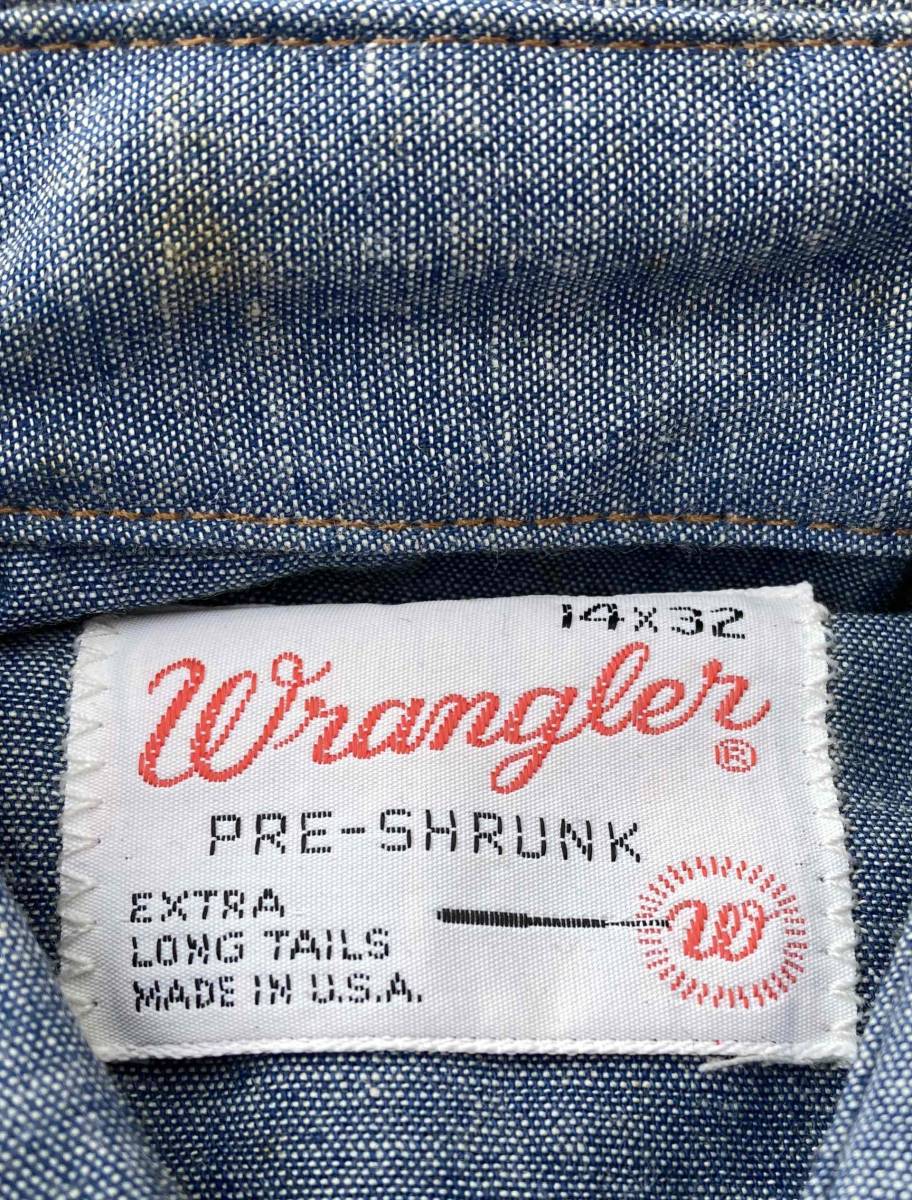 14X32
Wrangler®
PRE-SHRUNK
EXTRA
LONG TAILS
MADE IN U.S.A.
W